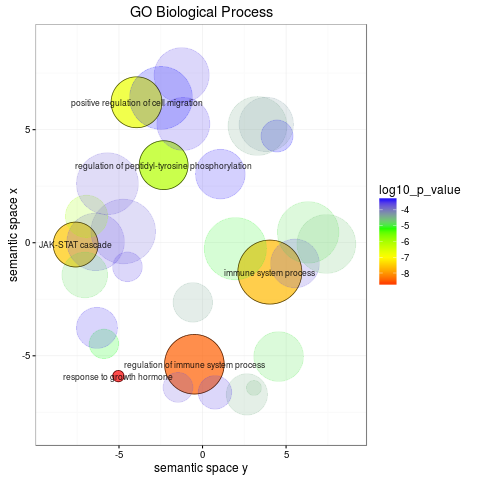 GO Biological Process
positive regulation of cell migration
regulation of peptidyl-tyrosine phosphorylation
JAK-STAT cascade
immune system process
regulation of immune system process
response to growth hormone
5
0
-5
-5
0
5
semantic space x
semantic space y
log10_p_value
-4
-5
-6
-7
-8